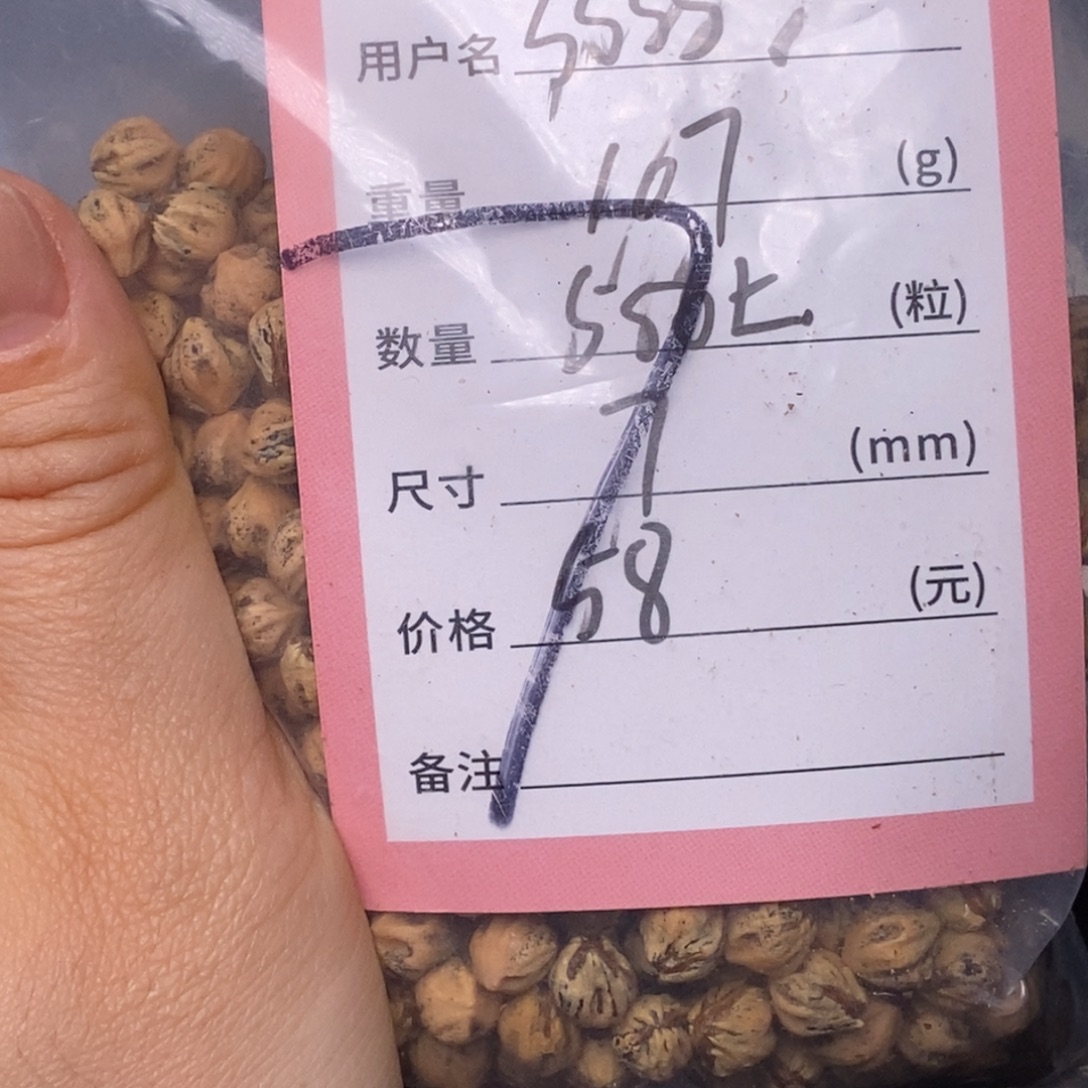 用户名
重量 107 (g)
数量 550± (粒)
尺寸 7 (mm)
价格 58 (元)
备注
7